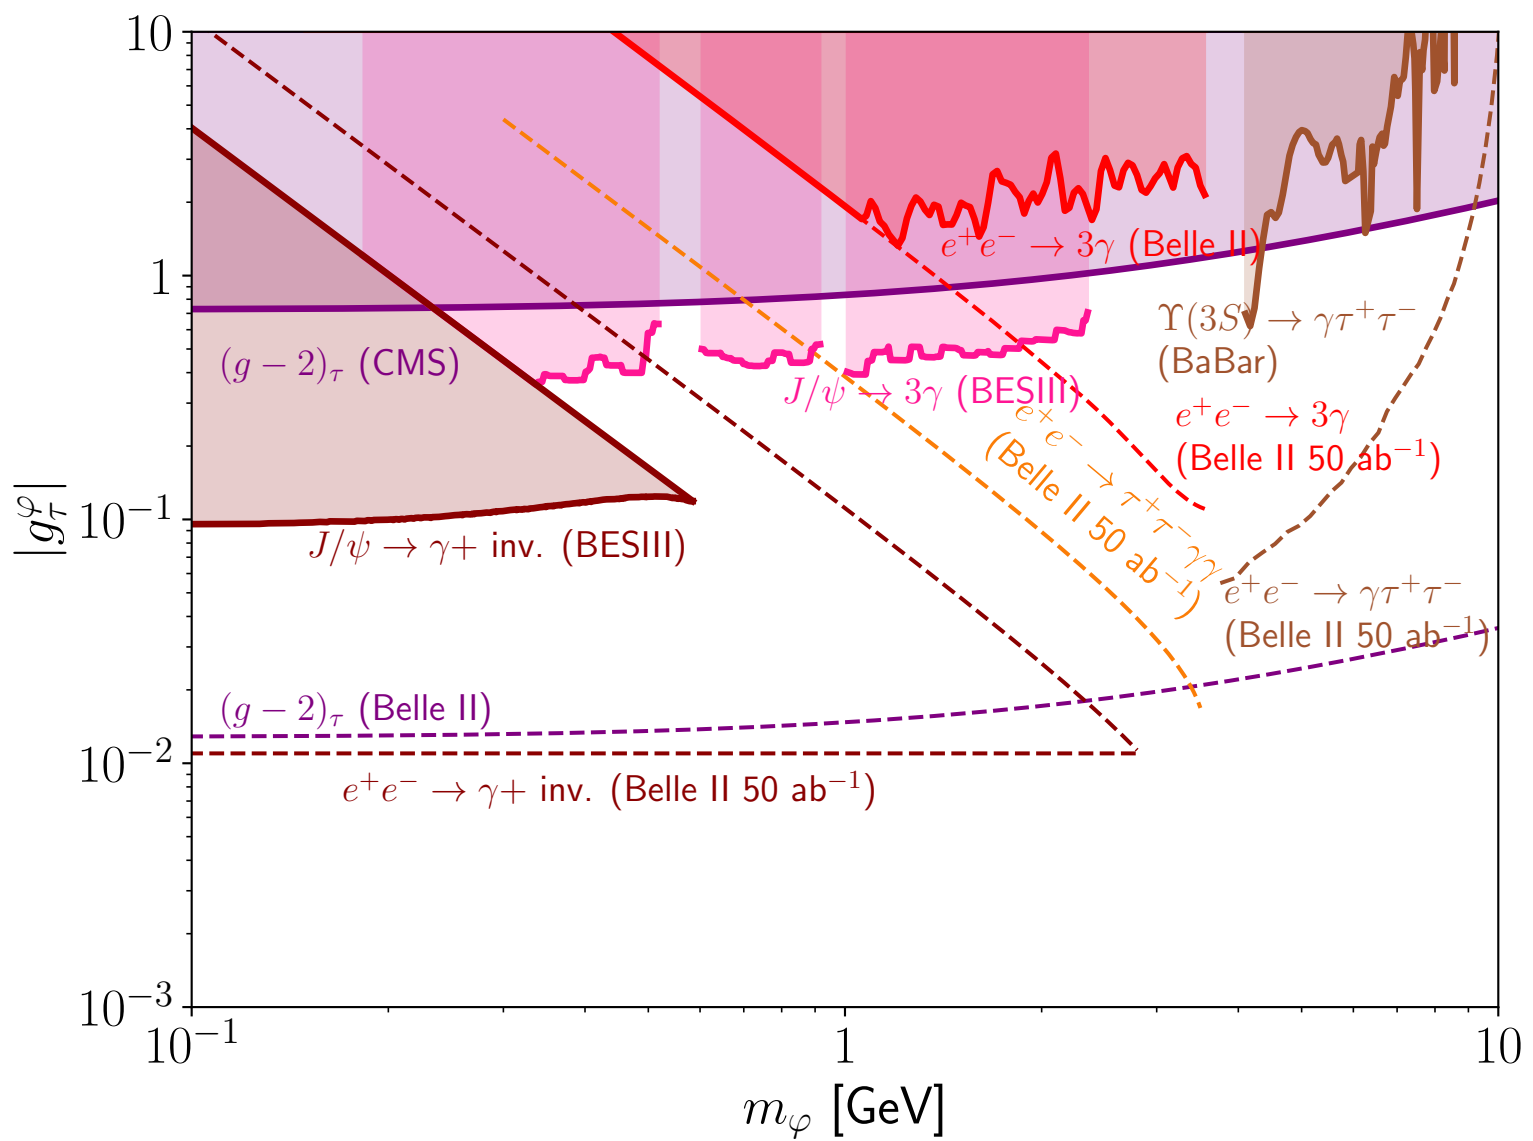 10
1
10⁻¹
10⁻²
10⁻³
|g_τ^φ|
e⁺e⁻ → 3γ (Belle II)
Υ(3S) → γτ⁺τ⁻
(BaBar)
(g − 2)_τ (CMS)
J/ψ → 3γ (BESIII)
e⁺e⁻ → 3γ
(Belle II 50 ab⁻¹)
e⁺e⁻ → τ⁺τ⁻γγ
(Belle II 50 ab⁻¹)
J/ψ → γ+ inv. (BESIII)
e⁺e⁻ → γτ⁺τ⁻
(Belle II 50 ab⁻¹)
(g − 2)_τ (Belle II)
e⁺e⁻ → γ+ inv. (Belle II 50 ab⁻¹)
10⁻¹ 1 10
m_φ [GeV]